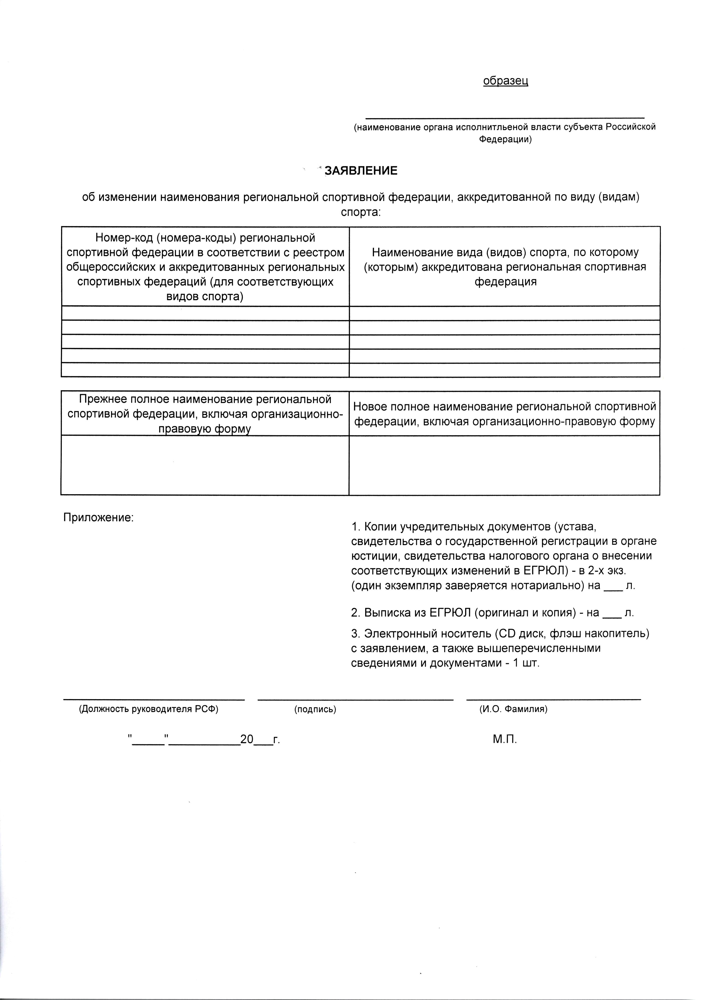 образец
(наименование органа исполнитльеной власти субъекта Российской
Федерации)
ЗАЯВЛЕНИЕ
об изменении наименования региональной спортивной федерации, аккредитованной по виду (видам)
спорта:
Номер-код (номера-коды) региональной
спортивной федерации в соответствии с реестром
общероссийских и аккредитованных региональных
спортивных федераций (для соответствующих
видов спорта)
Наименование вида (видов) спорта, по которому
(которым) аккредитована региональная спортивная
федерация
Прежнее полное наименование региональной
спортивной федерации, включая организационно-
правовую форму
Новое полное наименование региональной спортивной
федерации, включая организационно-правовую форму
Приложение:
1. Копии учредительных документов (устава,
свидетельства о государственной регистрации в органе
юстиции, свидетельства налогового органа о внесении
соответствующих изменений в ЕГРЮЛ) - в 2-х экз.
(один экземпляр заверяется нотариально) на ___ л.
2. Выписка из ЕГРЮЛ (оригинал и копия) - на ___ л.
3. Электронный носитель (CD диск, флэш накопитель)
с заявлением, а также вышеперечисленными
сведениями и документами - 1 шт.
(Должность руководителя РСФ) (подпись) (И.О. Фамилия)
"_____"___________20___г. М.П.